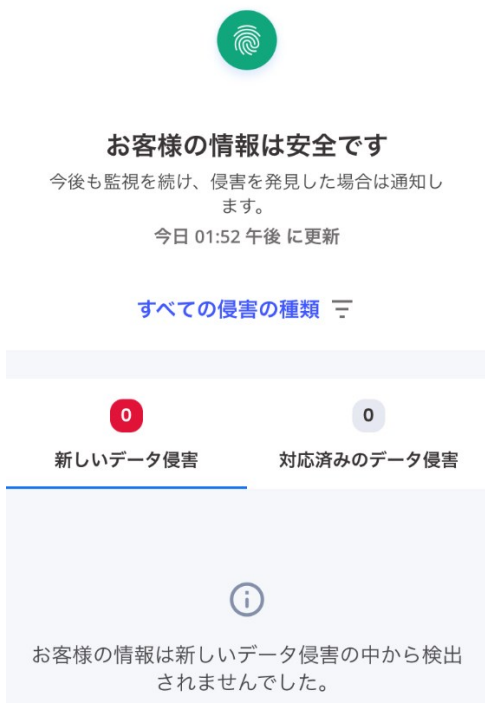 お客様の情報は安全です
今後も監視を続け、侵害を発見した場合は通知し
ます。
今日 01:52 午後 に更新
すべての侵害の種類
0
0
新しいデータ侵害
対応済みのデータ侵害
お客様の情報は新しいデータ侵害の中から検出
されませんでした。